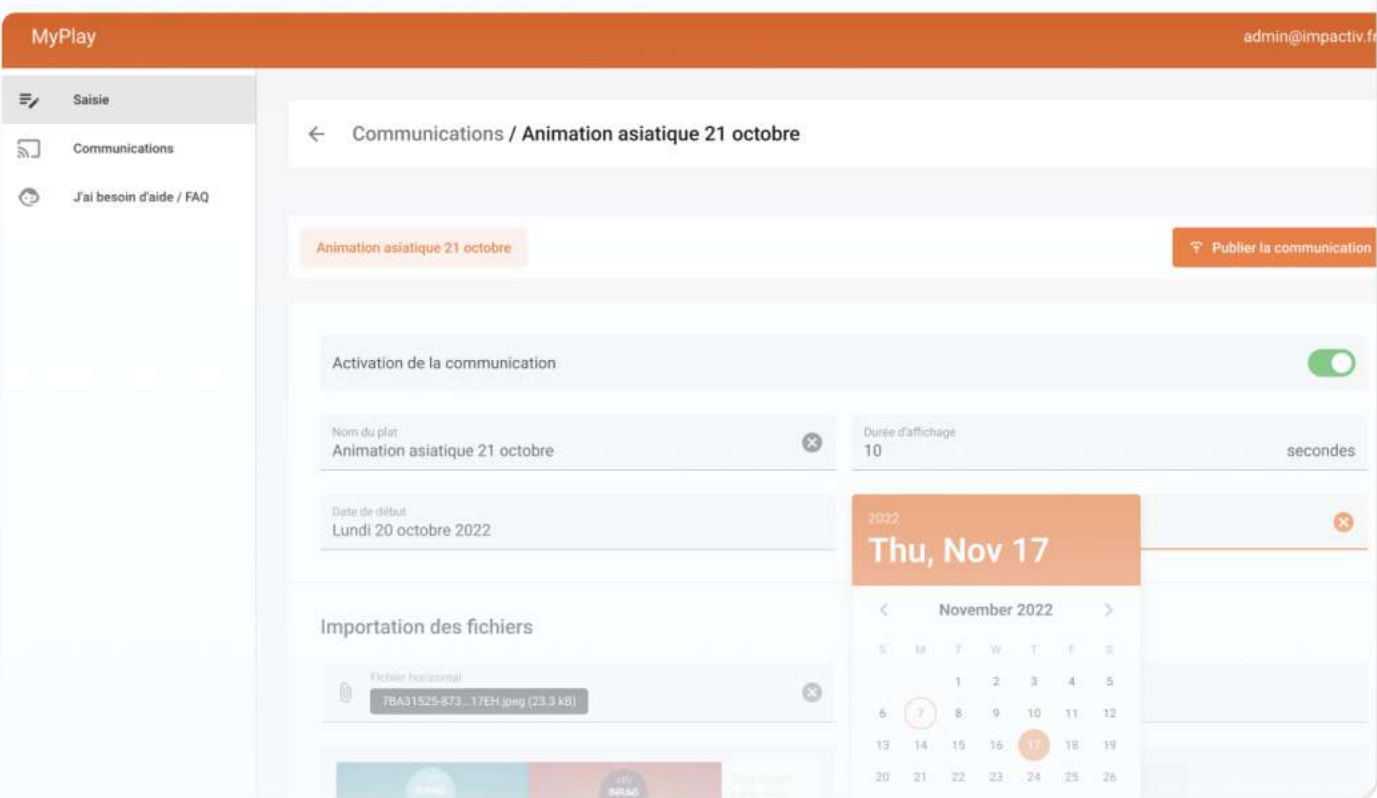 MyPlay
admin@impactiv.fr
Saisie
Communications
J'ai besoin d'aide / FAQ
Communications / Animation asiatique 21 octobre
Animation asiatique 21 octobre
Publier la communication
Activation de la communication
Nom du plat
Animation asiatique 21 octobre
Durée d'affichage
10
secondes
Date de début
Lundi 20 octobre 2022
2022
Thu, Nov 17
November 2022
S M T W T F S
1 2 3 4 5
6 7 8 9 10 11 12
13 14 15 16 17 18 19
20 21 22 23 24 25 26
Importation des fichiers
Fichier horizontal
7BA31525-873...17EH.jpeg (23.3 kB)
INRAG